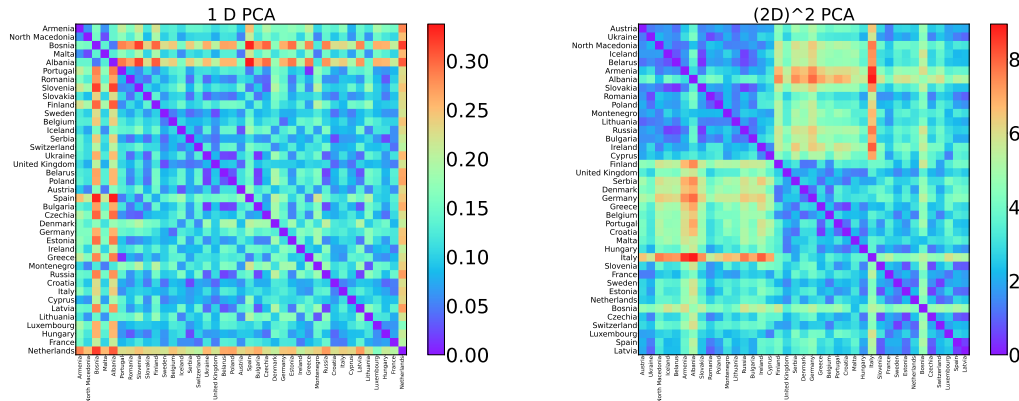 1 D PCA
Armenia
North Macedonia
Bosnia
Malta
Albania
Portugal
Romania
Slovenia
Slovakia
Finland
Sweden
Belgium
Iceland
Serbia
Switzerland
Ukraine
United Kingdom
Belarus
Poland
Austria
Spain
Bulgaria
Czechia
Denmark
Germany
Estonia
Ireland
Greece
Montenegro
Russia
Croatia
Italy
Cyprus
Latvia
Lithuania
Luxembourg
Hungary
France
Netherlands
0.30
0.25
0.20
0.15
0.10
0.05
0.00
(2D)^2 PCA
Austria
Ukraine
North Macedonia
Iceland
Belarus
Armenia
Albania
Slovakia
Romania
Poland
Montenegro
Lithuania
Russia
Bulgaria
Ireland
Cyprus
Finland
United Kingdom
Serbia
Denmark
Germany
Greece
Belgium
Portugal
Croatia
Malta
Hungary
Italy
Slovenia
France
Sweden
Estonia
Netherlands
Bosnia
Czechia
Switzerland
Luxembourg
Spain
Latvia
8
6
4
2
0